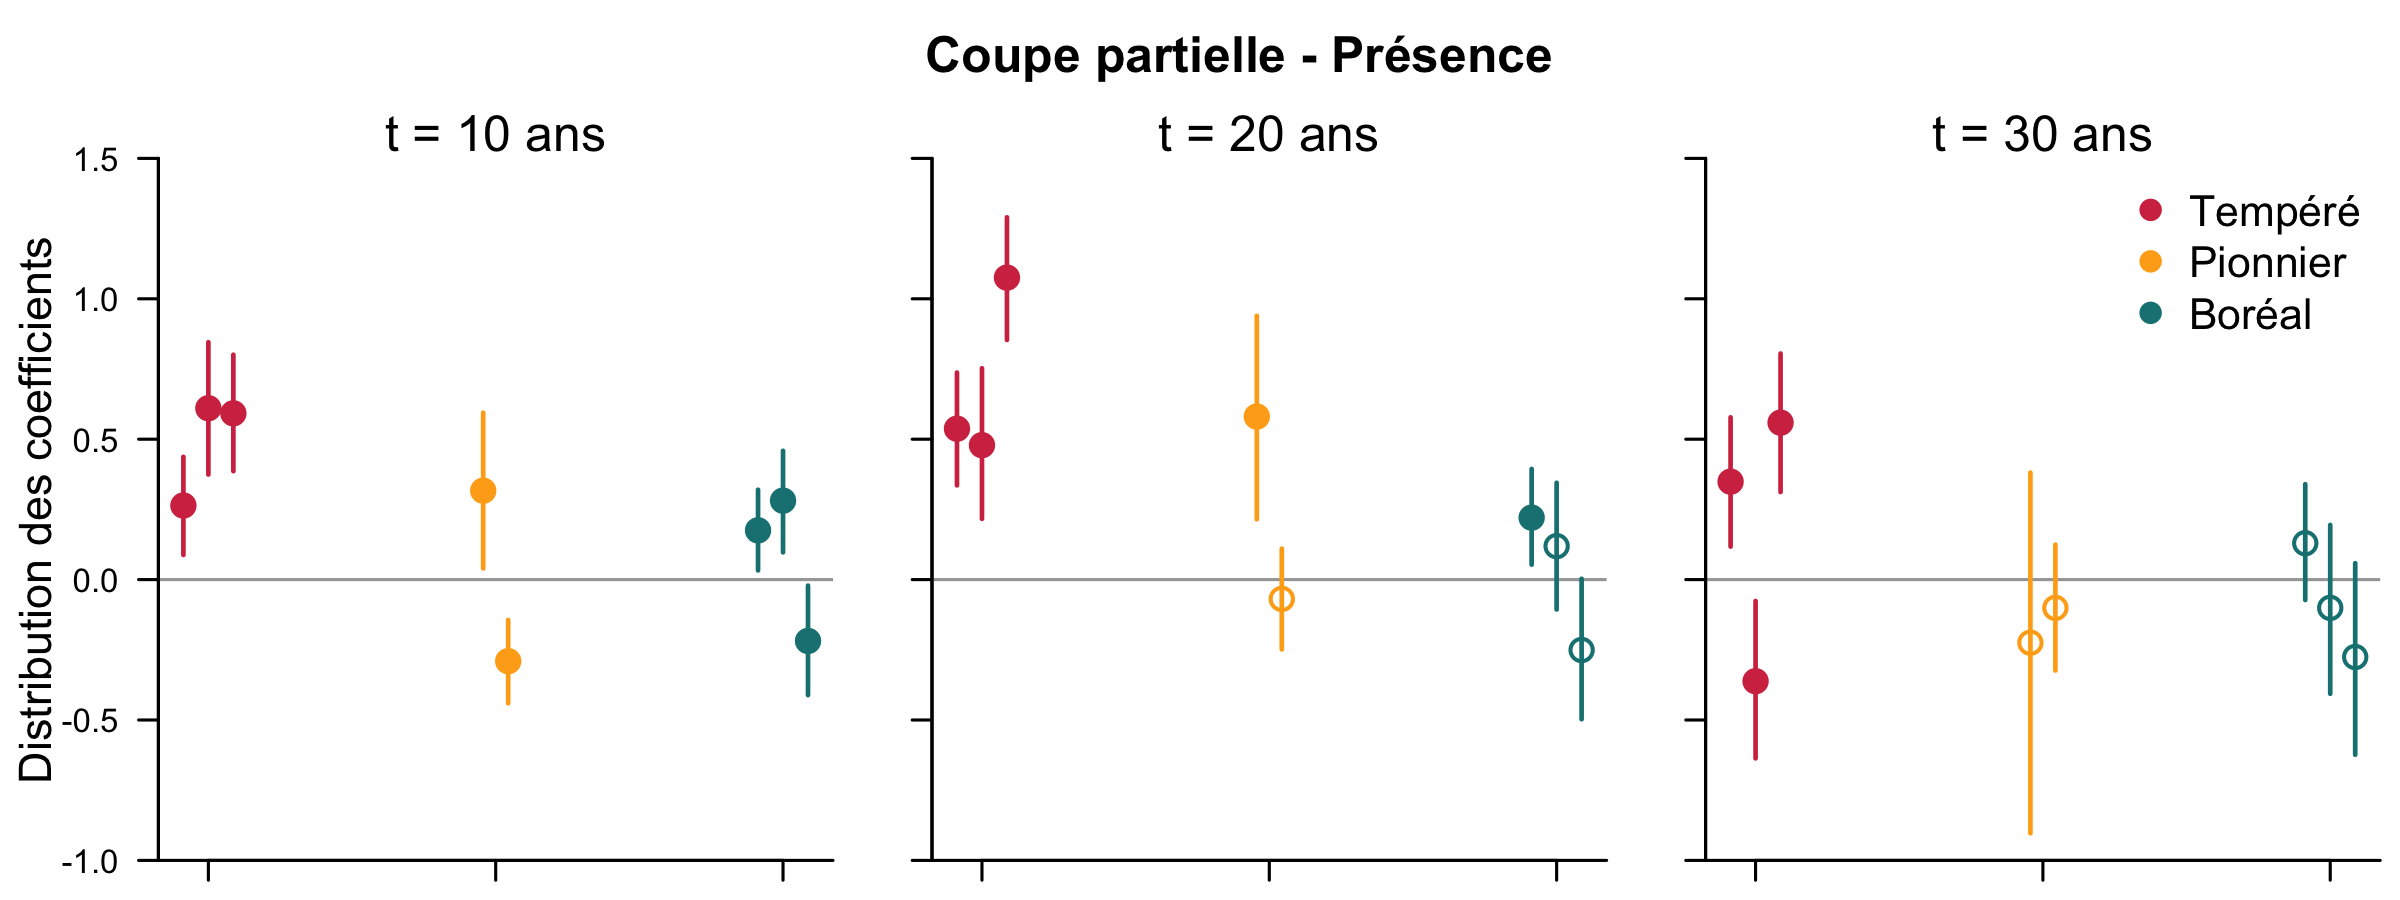 Coupe partielle - Présence
t = 10 ans
t = 20 ans
t = 30 ans
Distribution des coefficients
1.5
1.0
0.5
0.0
-0.5
-1.0
Tempéré
Pionnier
Boréal